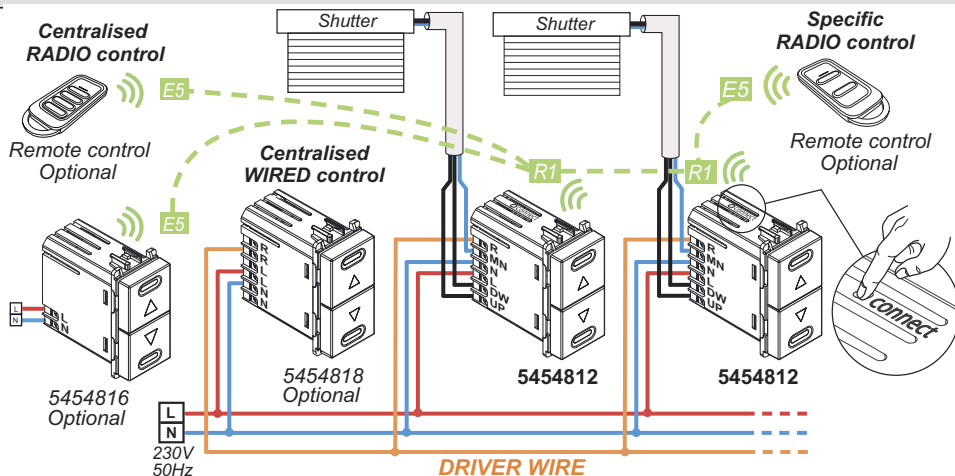 Shutter
Shutter
Centralised
RADIO control
E5
Remote control
Optional
Specific
RADIO control
E5
Remote control
Optional
Centralised
WIRED control
R1
R1
E5
L
N
L
N
5454816
Optional
R
R
L
L
N
N
5454818
Optional
R
MN
N
L
DW
UP
5454812
R
MN
N
L
DW
UP
5454812
connect
L
N
230V
50Hz
DRIVER WIRE